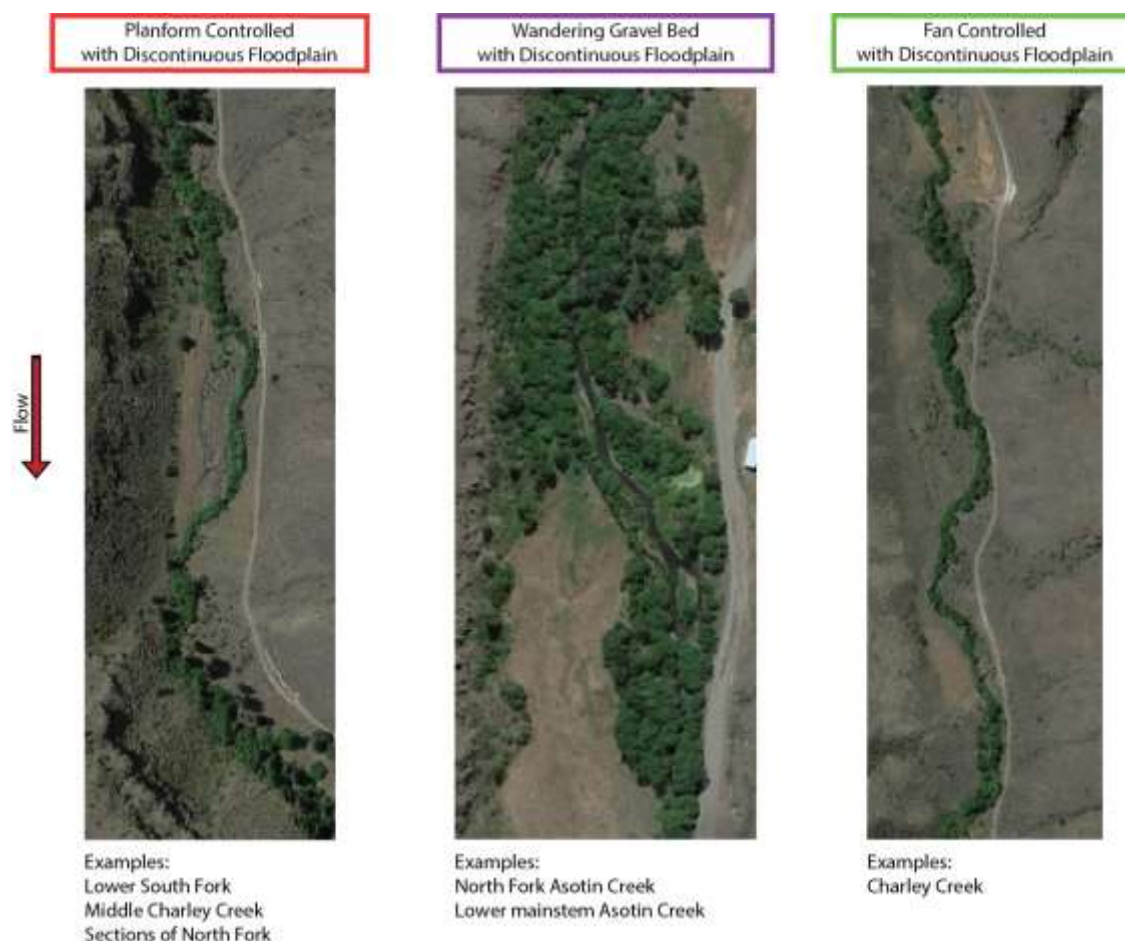 Planform Controlled
with Discontinuous Floodplain
Wandering Gravel Bed
with Discontinuous Floodplain
Fan Controlled
with Discontinuous Floodplain
Flow
Examples:
Lower South Fork
Middle Charley Creek
Sections of North Fork
Examples:
North Fork Asotin Creek
Lower mainstem Asotin Creek
Examples:
Charley Creek